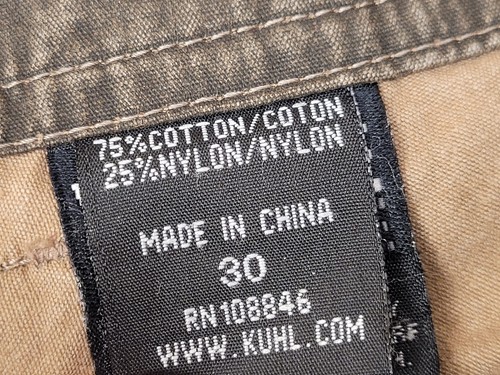 75%COTTON/COTON
25%NYLON/NYLON
MADE IN CHINA
30
RN108846
WWW.KUHL.COM